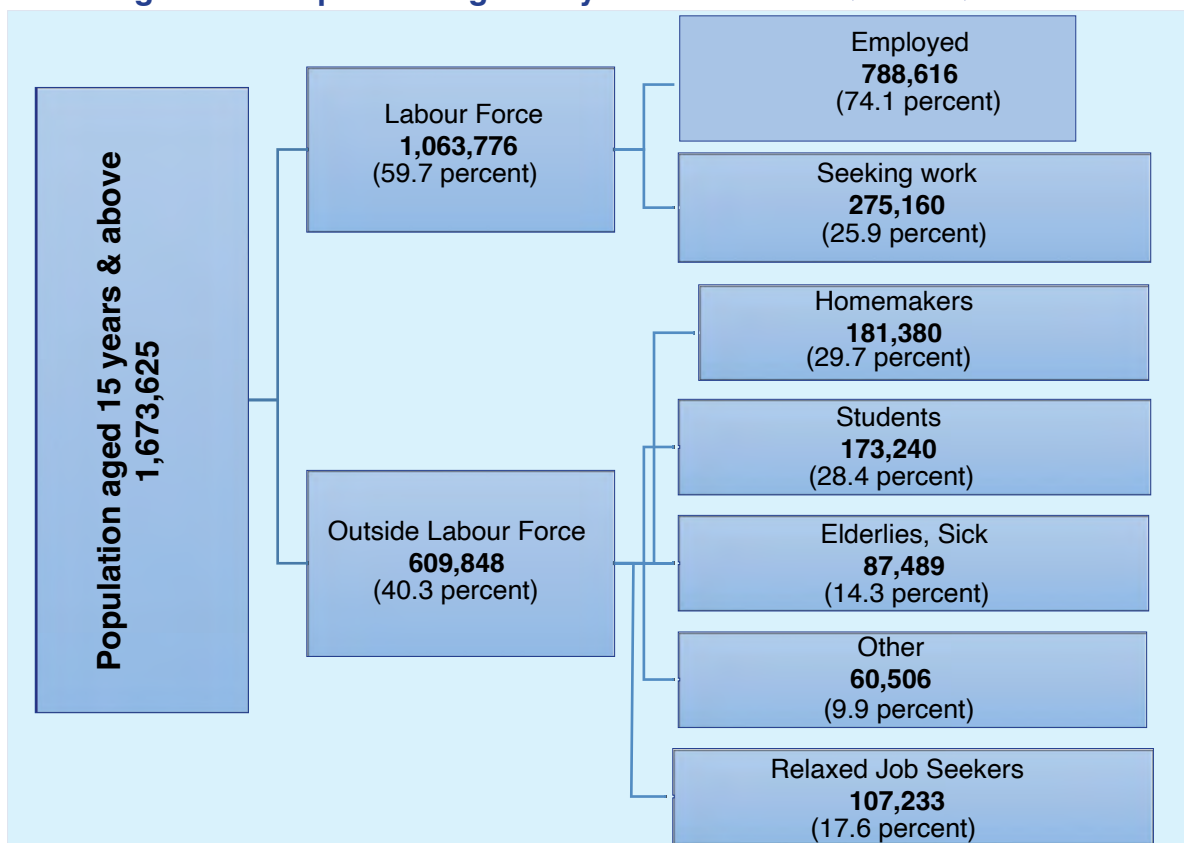 Population aged 15 years & above
1,673,625
Labour Force
1,063,776
(59.7 percent)
Outside Labour Force
609,848
(40.3 percent)
Employed
788,616
(74.1 percent)
Seeking work
275,160
(25.9 percent)
Homemakers
181,380
(29.7 percent)
Students
173,240
(28.4 percent)
Elderlies, Sick
87,489
(14.3 percent)
Other
60,506
(9.9 percent)
Relaxed Job Seekers
107,233
(17.6 percent)